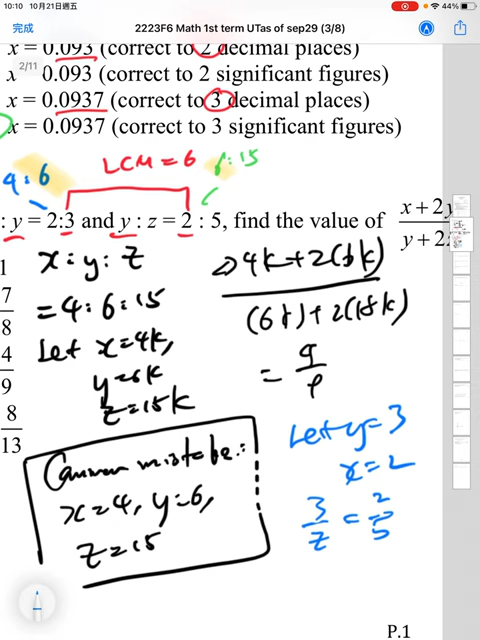 10:10 10月21日週五
44%
完成
2223F6 Math 1st term UTas of sep29 (3/8)
x = 0.093 (correct to 2 decimal places)
2/11
x 0.093 (correct to 2 significant figures)
x = 0.0937 (correct to 3 decimal places)
x = 0.0937 (correct to 3 significant figures)
4:6
LCM = 6
6:15
: y = 2:3 and y : z = 2 : 5, find the value of
x + 2y
y + 2z
1
7
8
4
9
8
13
x : y : z
= 4 : 6 : 15
Let x = 4k,
y = 6k
z = 15k
4k + 2(6k)
(6k) + 2(15k)
=
Let y = 3
x = 2
3/z = 2/5
Common mistake:
x = 4, y = 6,
z = 15
P.1